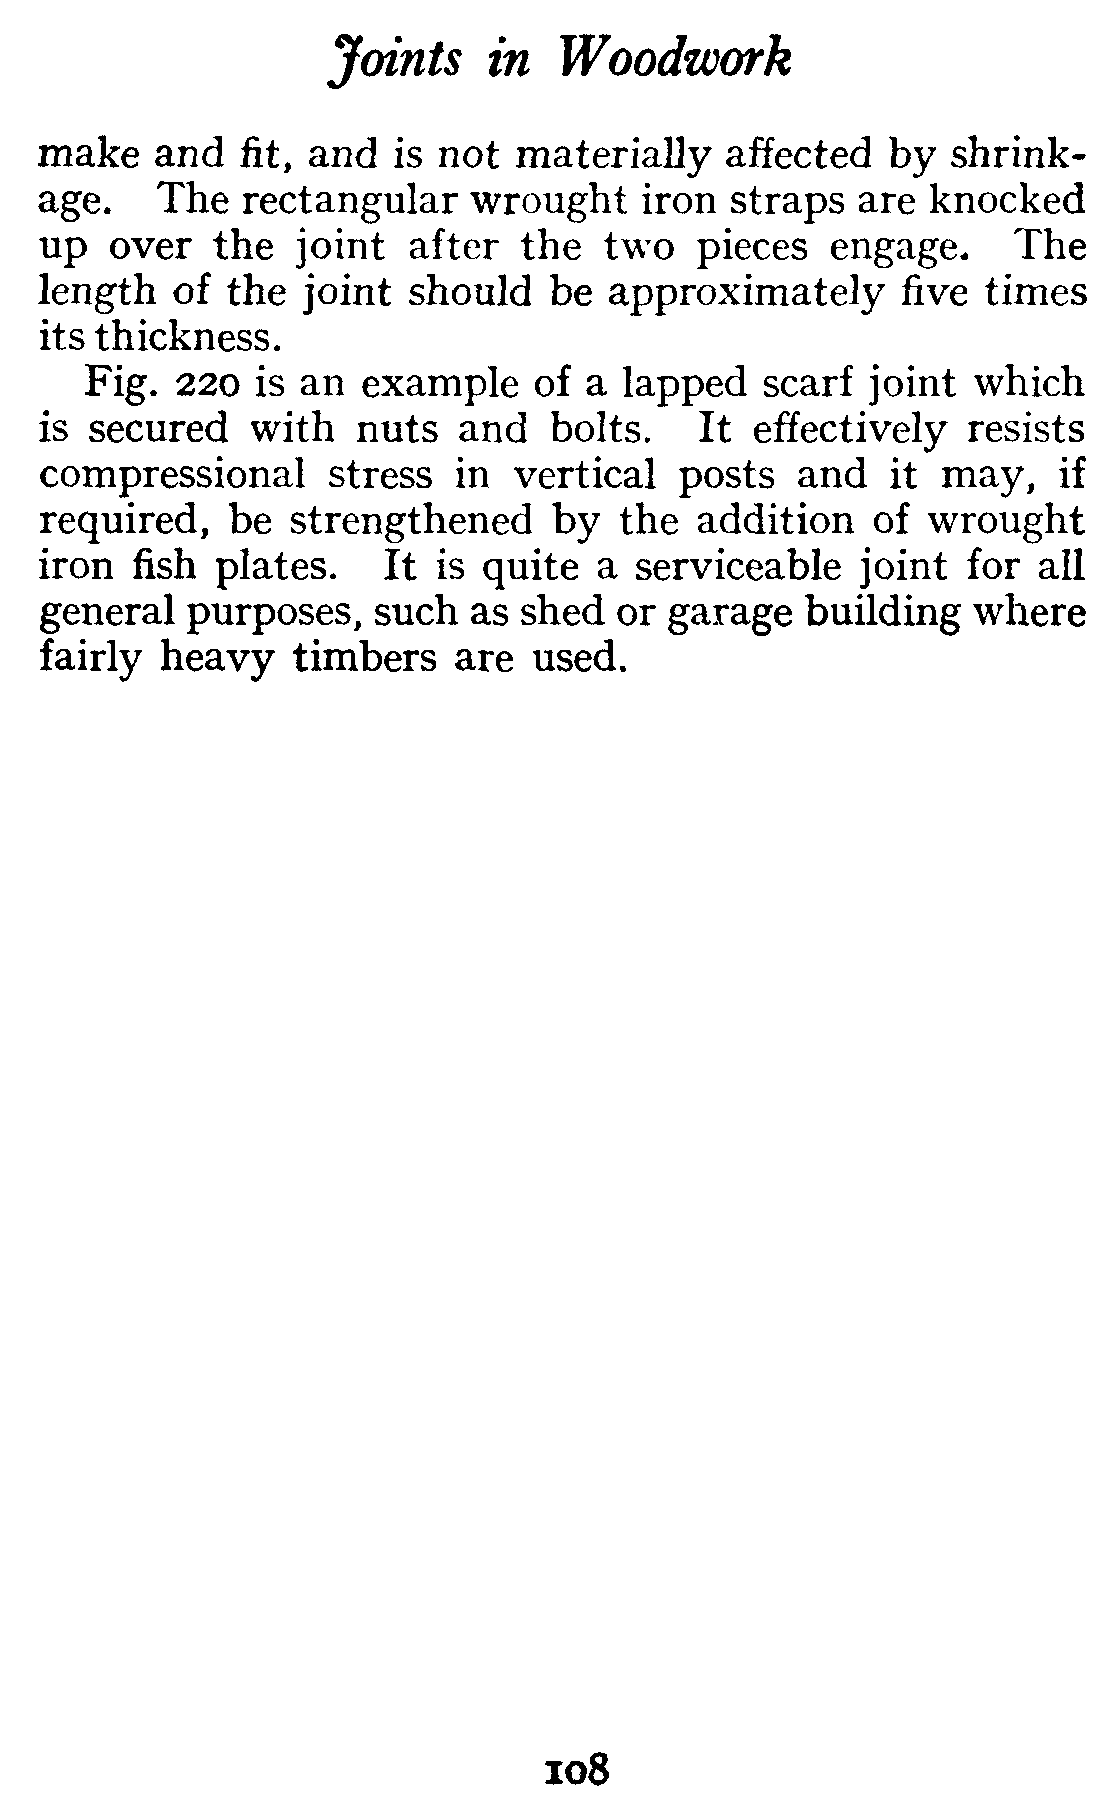 Joints in Woodwork
make and fit, and is not materially affected by shrink-
age. The rectangular wrought iron straps are knocked
up over the joint after the two pieces engage. The
length of the joint should be approximately five times
its thickness.
Fig. 220 is an example of a lapped scarf joint which
is secured with nuts and bolts. It effectively resists
compressional stress in vertical posts and it may, if
required, be strengthened by the addition of wrought
iron fish plates. It is quite a serviceable joint for all
general purposes, such as shed or garage building where
fairly heavy timbers are used.
108